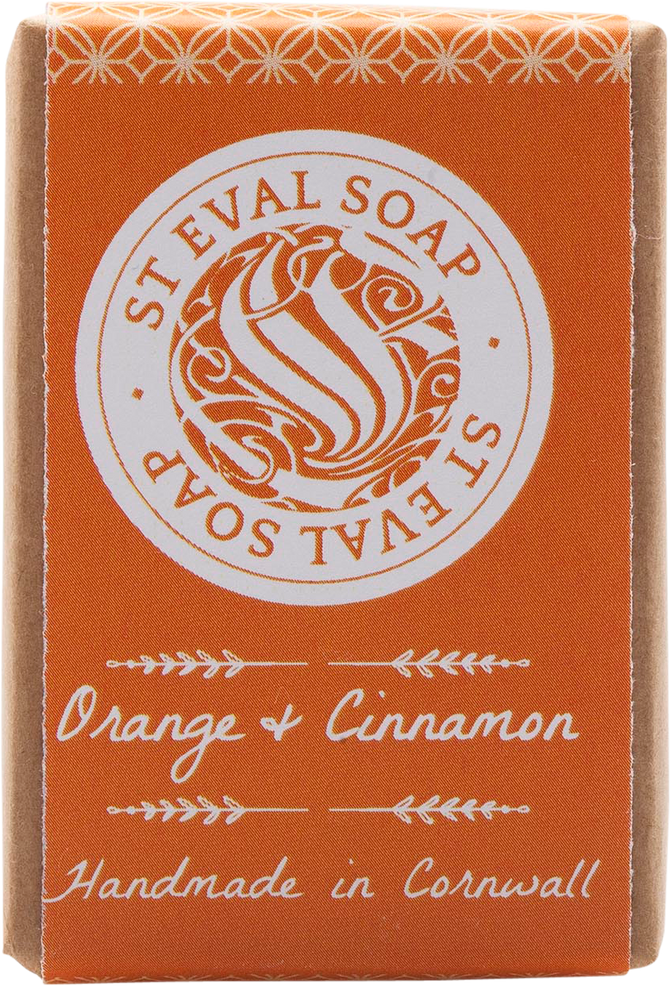 ST EVAL SOAP
ST EVAL SOAP
Orange & Cinnamon
Handmade in Cornwall